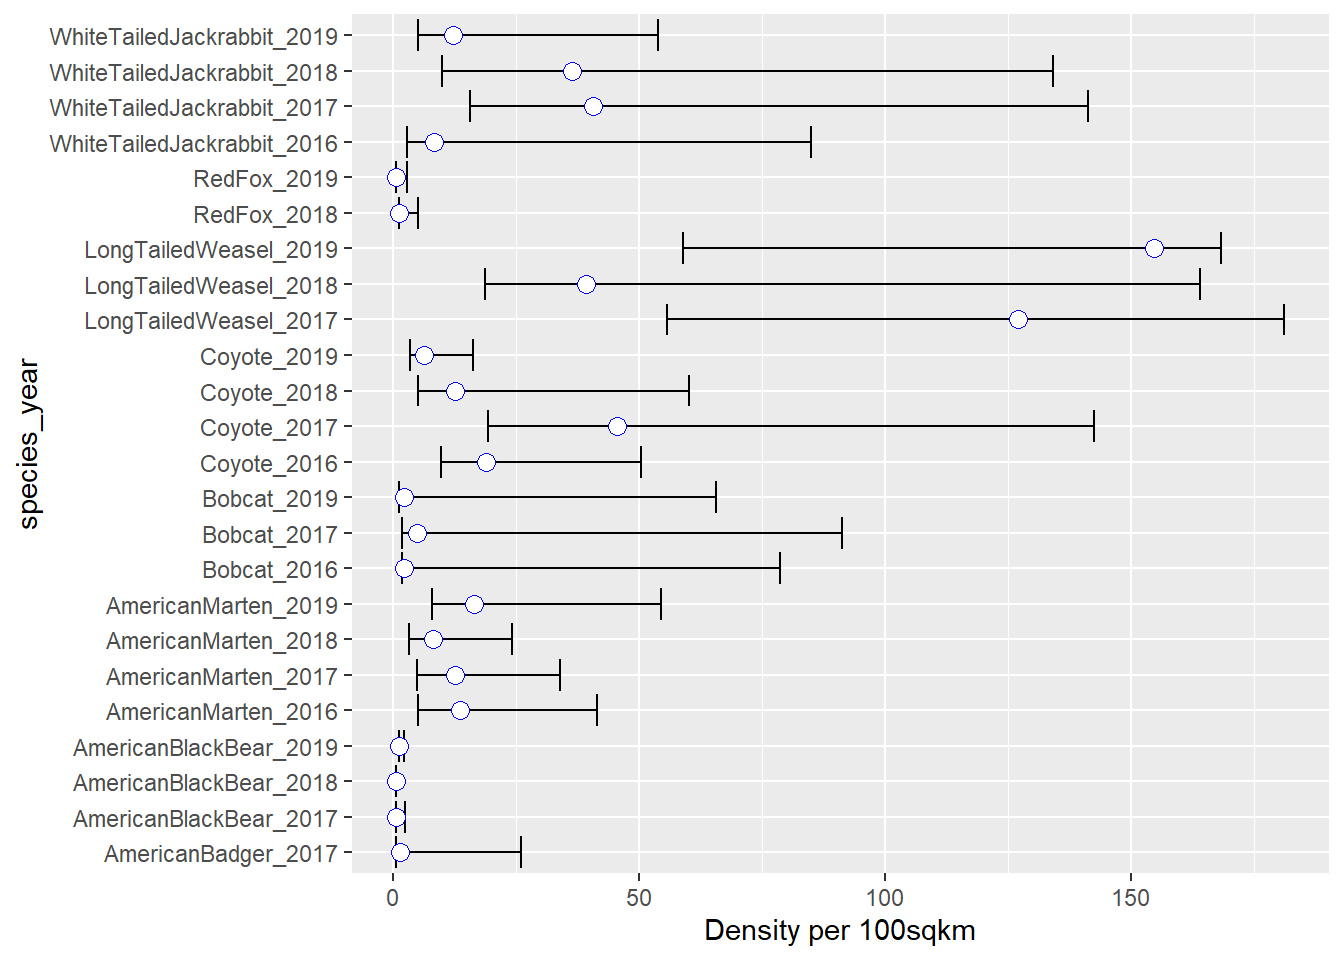 WhiteTailedJackrabbit_2019
WhiteTailedJackrabbit_2018
WhiteTailedJackrabbit_2017
WhiteTailedJackrabbit_2016
RedFox_2019
RedFox_2018
LongTailedWeasel_2019
LongTailedWeasel_2018
LongTailedWeasel_2017
Coyote_2019
Coyote_2018
Coyote_2017
Coyote_2016
Bobcat_2019
Bobcat_2017
Bobcat_2016
AmericanMarten_2019
AmericanMarten_2018
AmericanMarten_2017
AmericanMarten_2016
AmericanBlackBear_2019
AmericanBlackBear_2018
AmericanBlackBear_2017
AmericanBadger_2017
species_year
0 50 100 150
Density per 100sqkm